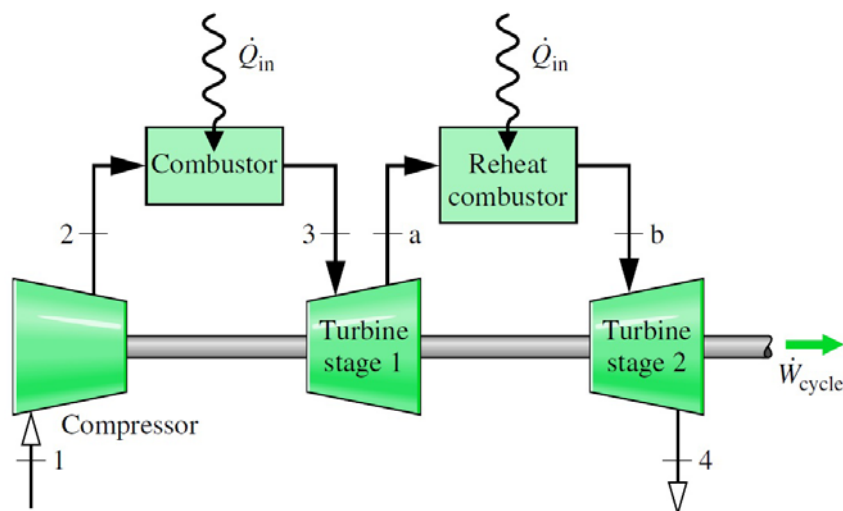 Q̇in
Q̇in
Combustor
Reheat
combustor
2
3
a
b
Turbine
stage 1
Turbine
stage 2
Ẇcycle
Compressor
1
4